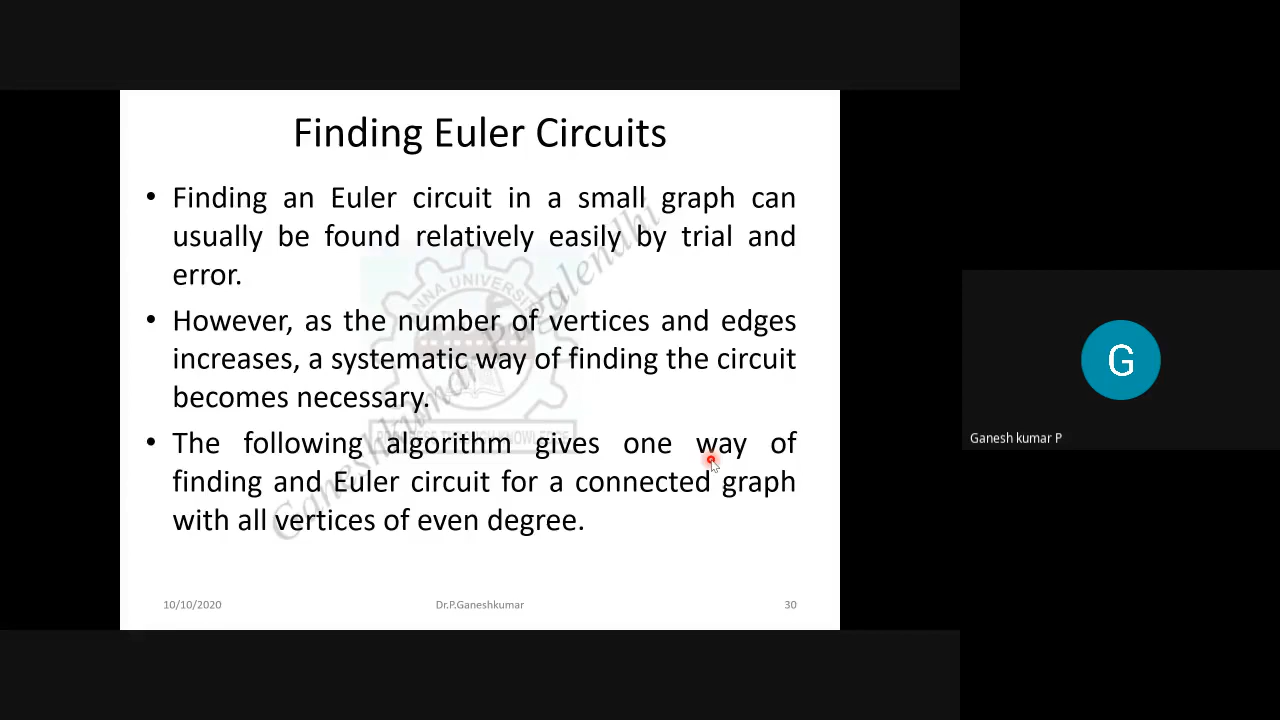 Finding Euler Circuits
• Finding an Euler circuit in a small graph can
usually be found relatively easily by trial and
error.
• However, as the number of vertices and edges
increases, a systematic way of finding the circuit
becomes necessary.
• The following algorithm gives one way of
finding and Euler circuit for a connected graph
with all vertices of even degree.
10/10/2020
Dr.P.Ganeshkumar
30
G
Ganesh kumar P